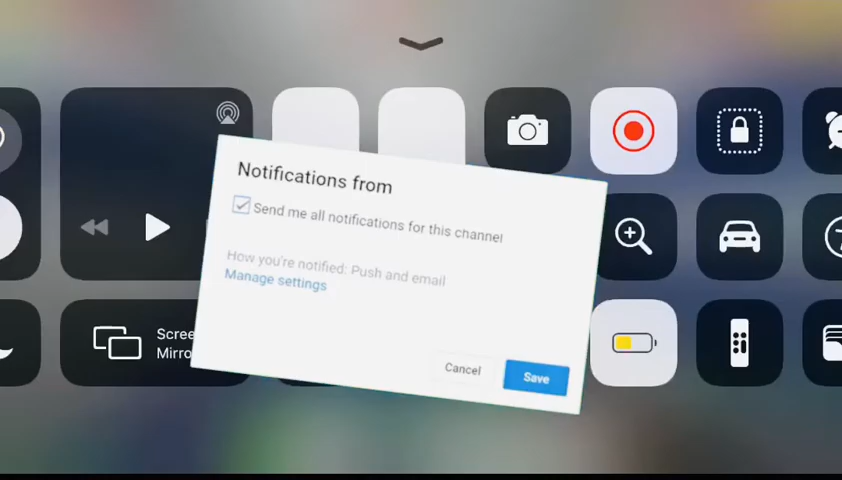 Notifications from
Send me all notifications for this channel
How you're notified: Push and email
Manage settings
Scree
Mirro
Cancel
Save